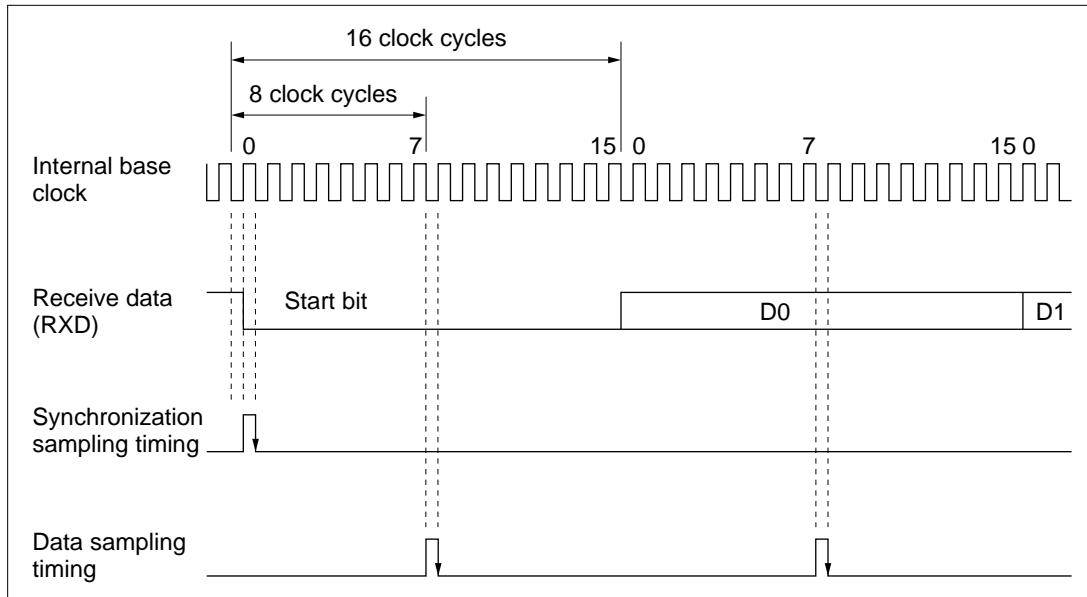 16 clock cycles
8 clock cycles
0 7 15 0 7 15 0
Internal base
clock
Receive data
(RXD)
Start bit
D0
D1
Synchronization
sampling timing
Data sampling
timing